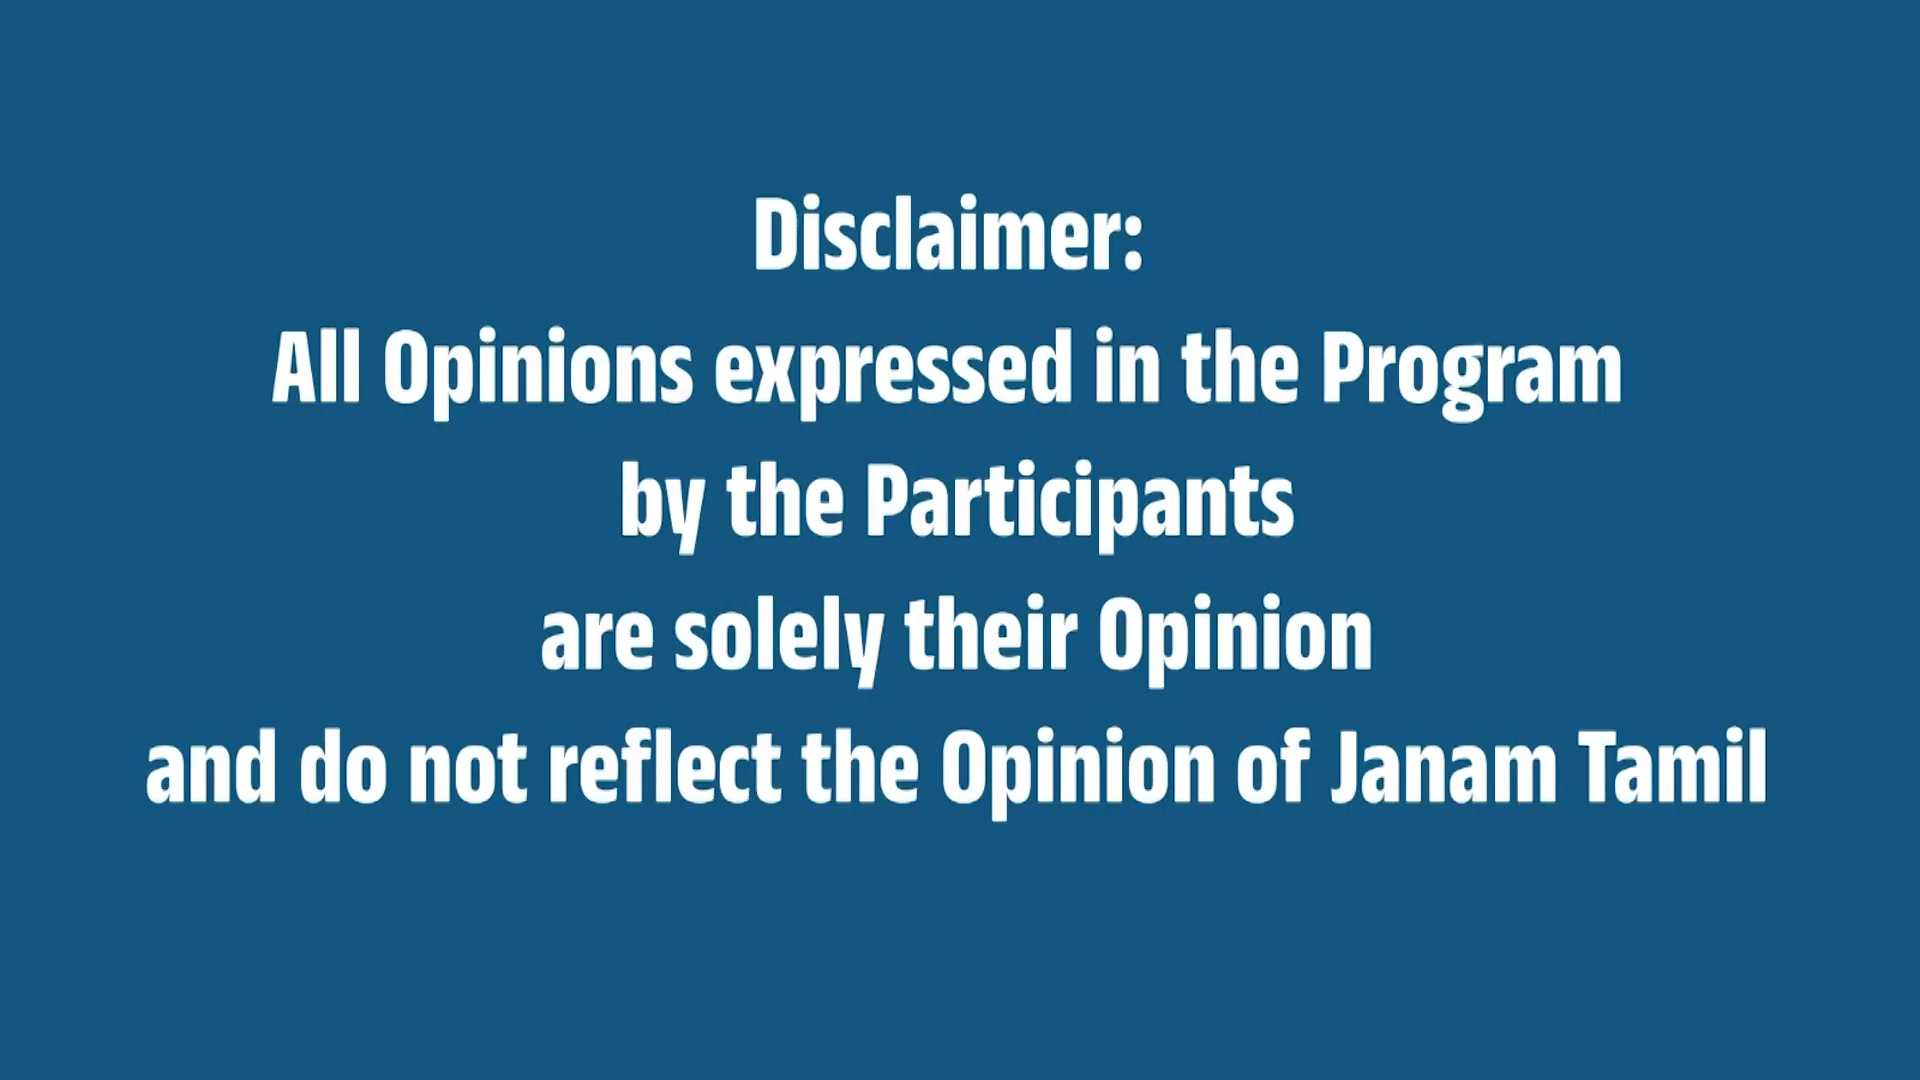 Disclaimer:
All Opinions expressed in the Program
by the Participants
are solely their Opinion
and do not reflect the Opinion of Janam Tamil